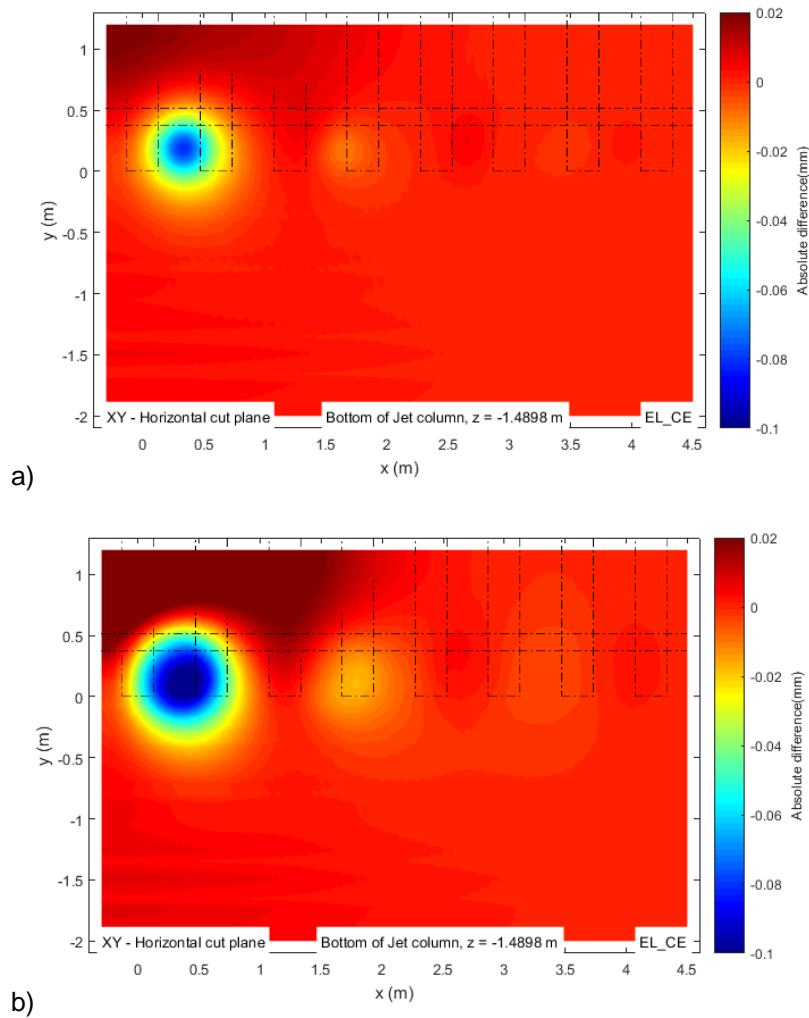 0.02
1
0
0.5
-0.02
0
y (m)
-0.04
-0.5
Absolute difference(mm)
-0.06
-1
-1.5
-0.08
XY - Horizontal cut plane
Bottom of Jet column, z = -1.4898 m
EL_CE
-2
-0.1
0 0.5 1 1.5 2 2.5 3 3.5 4 4.5
x (m)
a)
0.02
1
0
0.5
-0.02
0
y (m)
-0.04
-0.5
Absolute difference(mm)
-0.06
-1
-1.5
-0.08
XY - Horizontal cut plane
Bottom of Jet column, z = -1.4898 m
EL_CE
-2
-0.1
0 0.5 1 1.5 2 2.5 3 3.5 4 4.5
x (m)
b)